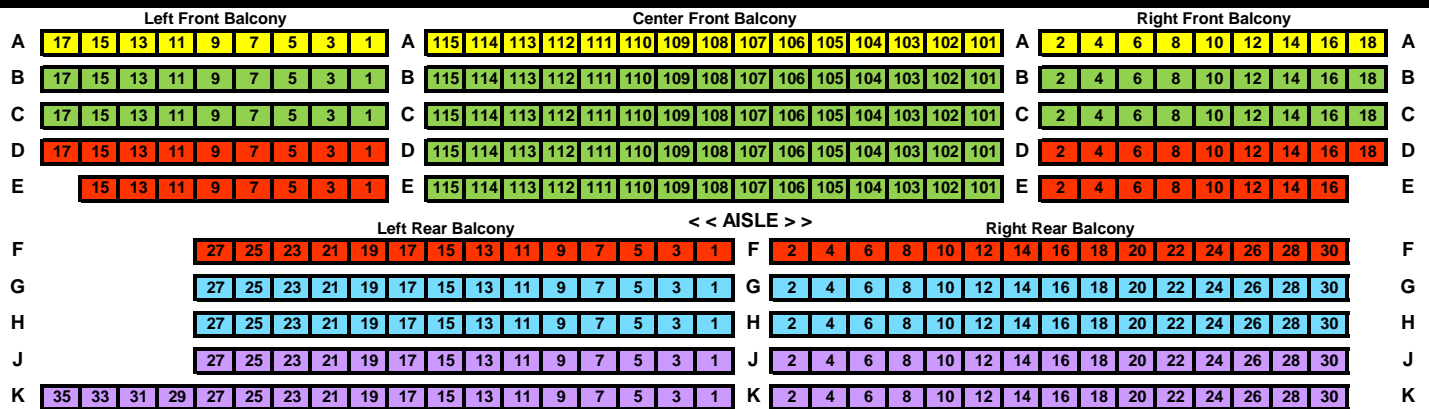 Left Front Balcony Center Front Balcony Right Front Balcony
A 17 15 13 11 9 7 5 3 1 A 115 114 113 112 111 110 109 108 107 106 105 104 103 102 101 A 2 4 6 8 10 12 14 16 18 A
B 17 15 13 11 9 7 5 3 1 B 115 114 113 112 111 110 109 108 107 106 105 104 103 102 101 B 2 4 6 8 10 12 14 16 18 B
C 17 15 13 11 9 7 5 3 1 C 115 114 113 112 111 110 109 108 107 106 105 104 103 102 101 C 2 4 6 8 10 12 14 16 18 C
D 17 15 13 11 9 7 5 3 1 D 115 114 113 112 111 110 109 108 107 106 105 104 103 102 101 D 2 4 6 8 10 12 14 16 18 D
E 15 13 11 9 7 5 3 1 E 115 114 113 112 111 110 109 108 107 106 105 104 103 102 101 E 2 4 6 8 10 12 14 16 E
Left Rear Balcony < < AISLE > > Right Rear Balcony
F 27 25 23 21 19 17 15 13 11 9 7 5 3 1 F 2 4 6 8 10 12 14 16 18 20 22 24 26 28 30 F
G 27 25 23 21 19 17 15 13 11 9 7 5 3 1 G 2 4 6 8 10 12 14 16 18 20 22 24 26 28 30 G
H 27 25 23 21 19 17 15 13 11 9 7 5 3 1 H 2 4 6 8 10 12 14 16 18 20 22 24 26 28 30 H
J 27 25 23 21 19 17 15 13 11 9 7 5 3 1 J 2 4 6 8 10 12 14 16 18 20 22 24 26 28 30 J
K 35 33 31 29 27 25 23 21 19 17 15 13 11 9 7 5 3 1 K 2 4 6 8 10 12 14 16 18 20 22 24 26 28 30 K